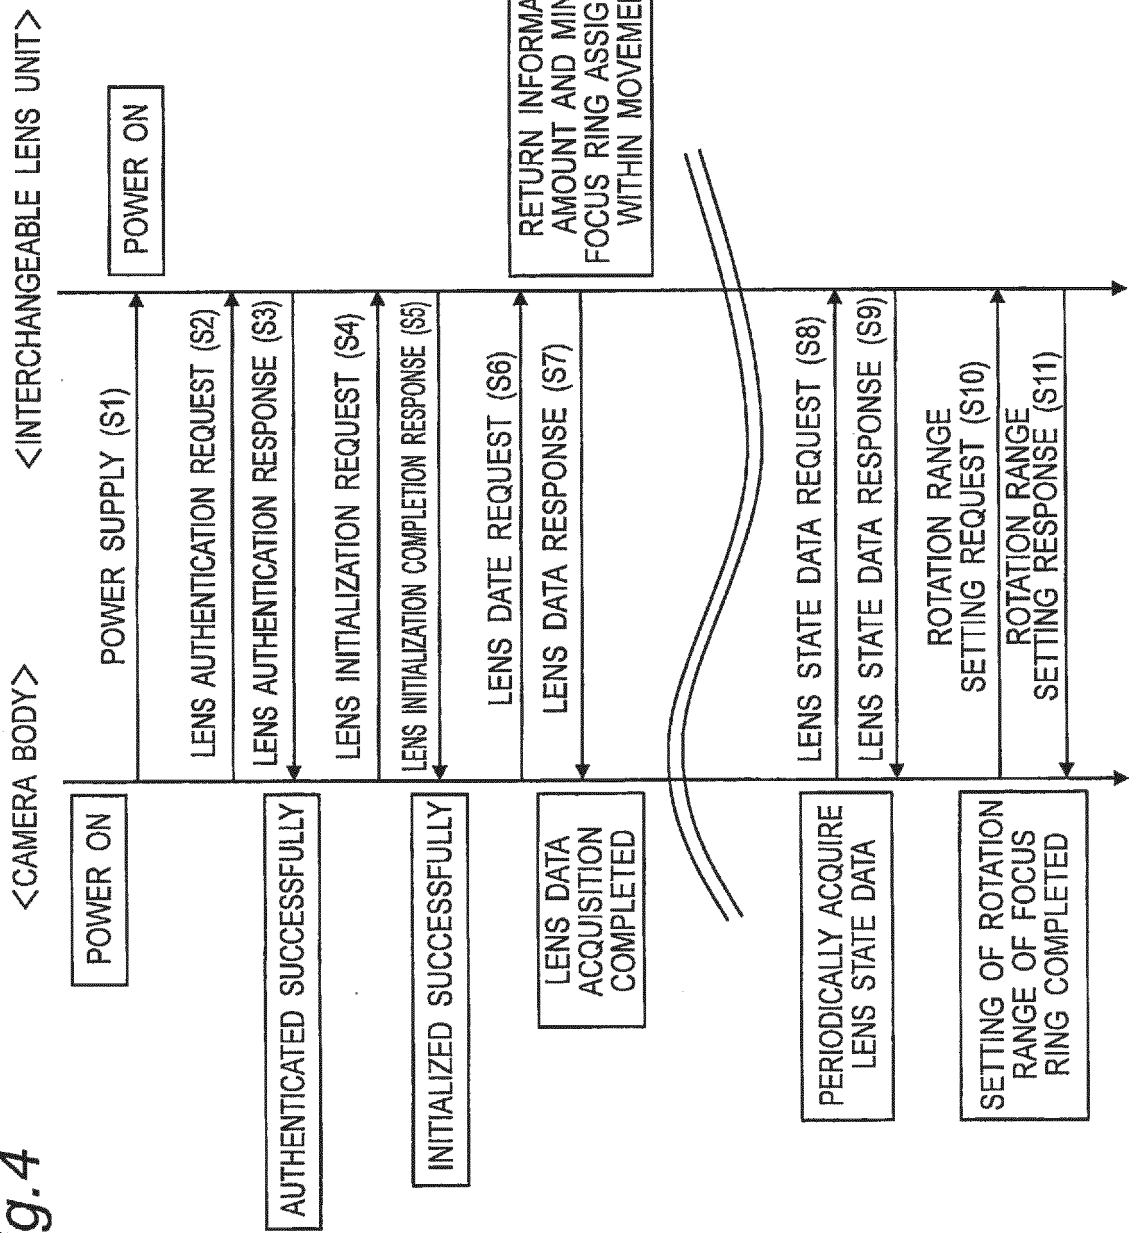 g.4
<CAMERA BODY>
<INTERCHANGEABLE LENS UNIT>
POWER ON
POWER SUPPLY (S1)
POWER ON
LENS AUTHENTICATION REQUEST (S2)
LENS AUTHENTICATION RESPONSE (S3)
AUTHENTICATED SUCCESSFULLY
LENS INITIALIZATION REQUEST (S4)
LENS INITIALIZATION COMPLETION RESPONSE (S5)
INITIALIZED SUCCESSFULLY
LENS DATE REQUEST (S6)
LENS DATA RESPONSE (S7)
LENS DATA
ACQUISITION
COMPLETED
RETURN INFORMA
AMOUNT AND MIN
FOCUS RING ASSIG
WITHIN MOVEME
LENS STATE DATA REQUEST (S8)
LENS STATE DATA RESPONSE (S9)
PERIODICALLY ACQUIRE
LENS STATE DATA
ROTATION RANGE
SETTING REQUEST (S10)
ROTATION RANGE
SETTING RESPONSE (S11)
SETTING OF ROTATION
RANGE OF FOCUS
RING COMPLETED